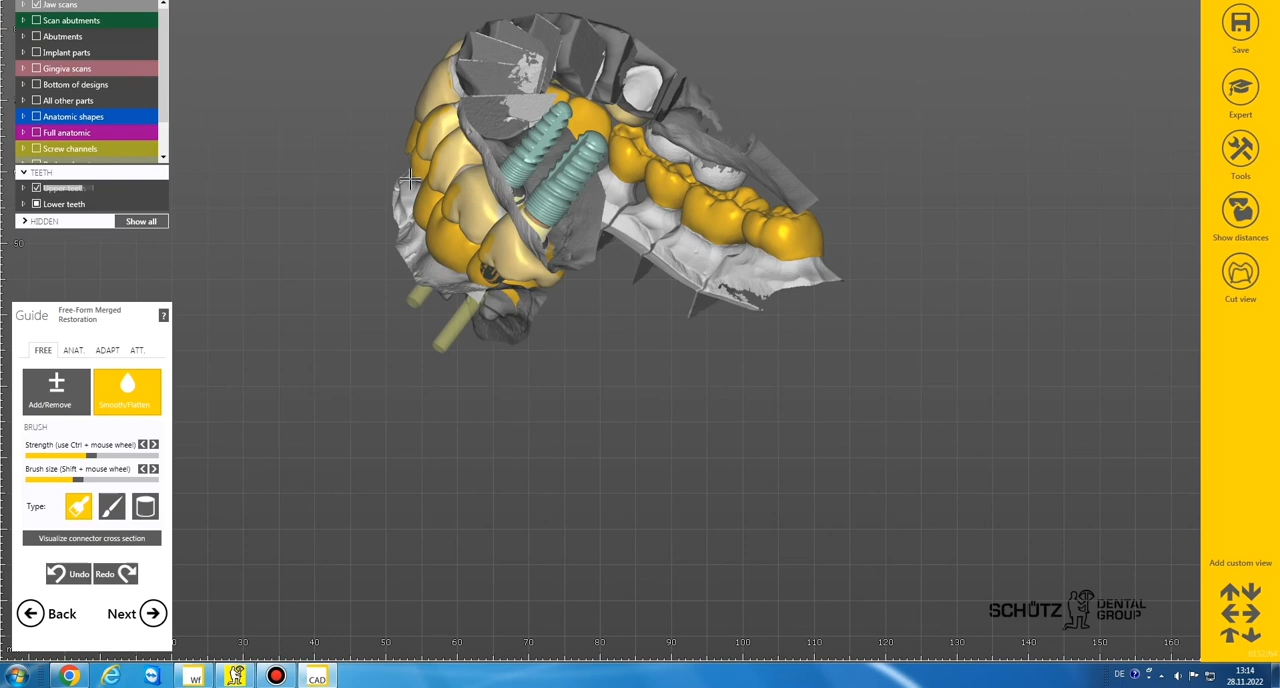 Jaw scans
Scan abutments
Abutments
Implant parts
Gingiva scans
Bottom of designs
All other parts
Anatomic shapes
Full anatomic
Screw channels
TEETH
Upper teeth
Lower teeth
HIDDEN
Show all
50
Guide
Free-Form Merged
Restoration
?
FREE
ANAT.
ADAPT
ATT.
Add/Remove
Smooth/Flatten
BRUSH
Strength (use Ctrl + mouse wheel)
Brush size (Shift + mouse wheel)
Type:
Visualize connector cross section
Undo
Redo
Back
Next
30
40
50
60
70
80
90
100
110
120
130
140
150
160
SCHÜTZ
DENTAL
GROUP
Save
Expert
Tools
Show distances
Cut view
Add custom view
Wf
CAD
DE
13:14
28.11.2022